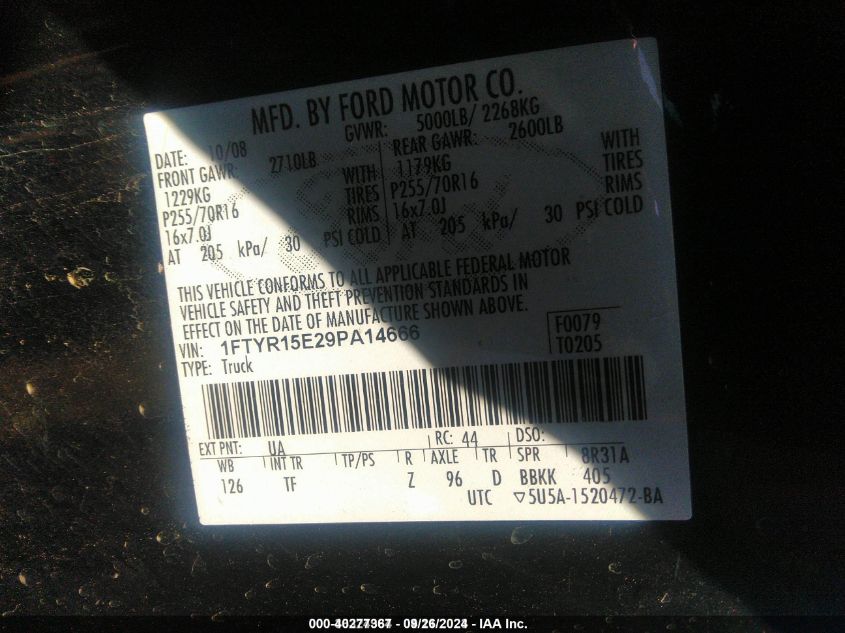 MFD. BY FORD MOTOR CO.
DATE: 10/08 GVWR: 5000LB/ 2268KG
FRONT GAWR: 2710LB REAR GAWR: 2600LB
1229KG WITH 1179KG WITH
P255/70R16 TIRES P255/70R16 TIRES
16x7.0J RIMS 16x7.0J RIMS
AT 205 kPa/ 30 PSI COLD AT 205 kPa/ 30 PSI COLD
THIS VEHICLE CONFORMS TO ALL APPLICABLE FEDERAL MOTOR
VEHICLE SAFETY AND THEFT PREVENTION STANDARDS IN
EFFECT ON THE DATE OF MANUFACTURE SHOWN ABOVE.
VIN: 1FTYR15E29PA14666 F0079
TYPE: Truck T0205
EXT PNT: UA RC: 44 DSO:
WB INT TR TP/PS R AXLE TR SPR 8R31A
126 TF Z 96 D BBKK 405
UTC ▽5U5A-1520472-BA
09/26/2024 - IAA Inc.